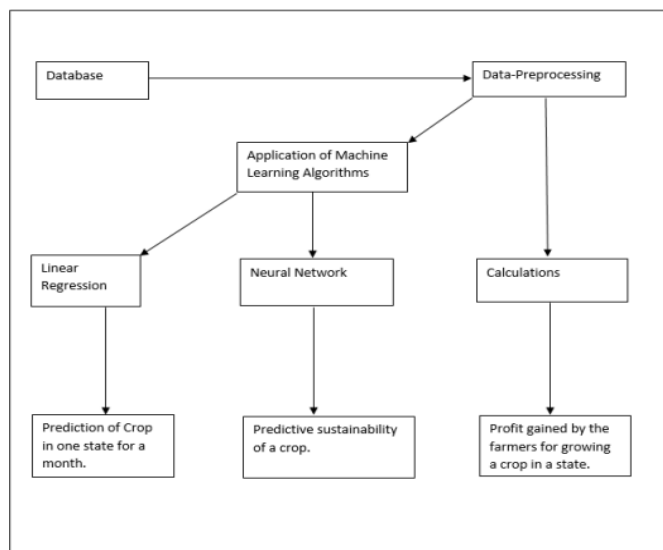 Database
Data-Preprocessing
Application of Machine
Learning Algorithms
Linear
Regression
Neural Network
Calculations
Prediction of Crop
in one state for a
month.
Predictive sustainability
of a crop.
Profit gained by the
farmers for growing
a crop in a state.